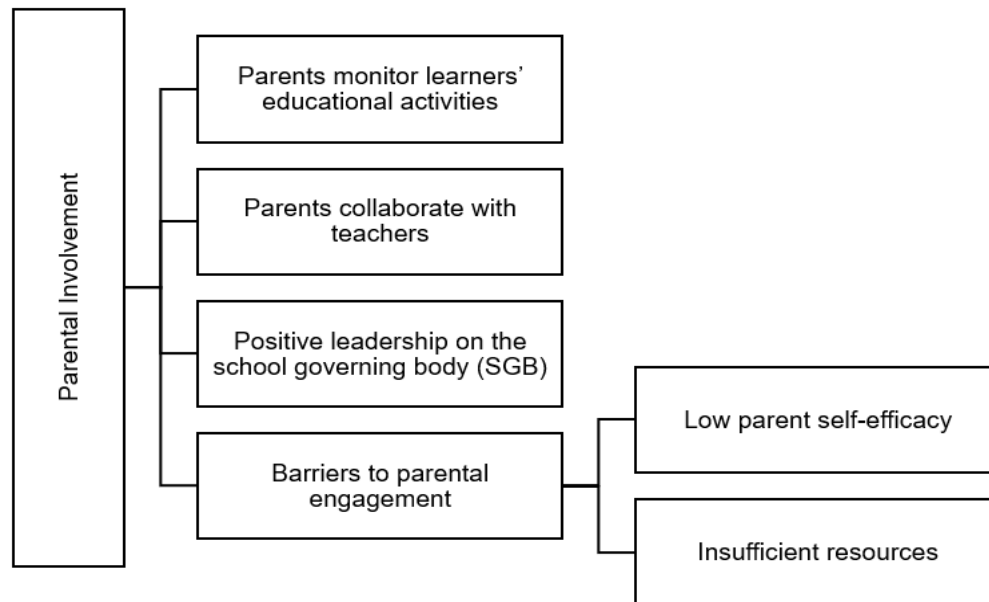 Parental Involvement
Parents monitor learners’
educational activities
Parents collaborate with
teachers
Positive leadership on the
school governing body (SGB)
Barriers to parental
engagement
Low parent self-efficacy
Insufficient resources